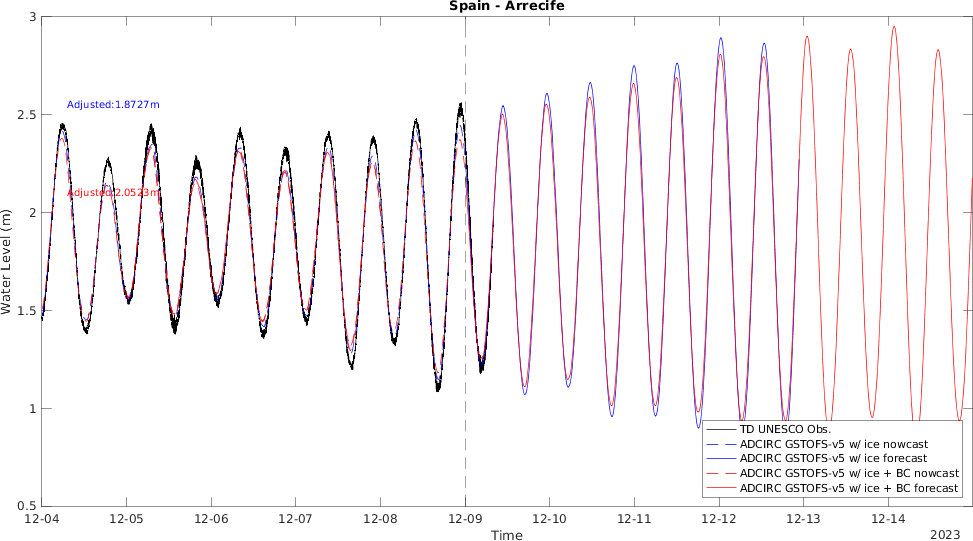 Spain - Arrecife
3
2.5
2
1.5
1
0.5
Water Level (m)
Adjusted:1.8727m
Adjusted:2.0523m
TD UNESCO Obs.
ADCIRC GSTOFS-v5 w/ ice nowcast
ADCIRC GSTOFS-v5 w/ ice forecast
ADCIRC GSTOFS-v5 w/ ice + BC nowcast
ADCIRC GSTOFS-v5 w/ ice + BC forecast
12-04 12-05 12-06 12-07 12-08 12-09 12-10 12-11 12-12 12-13 12-14
Time
2023